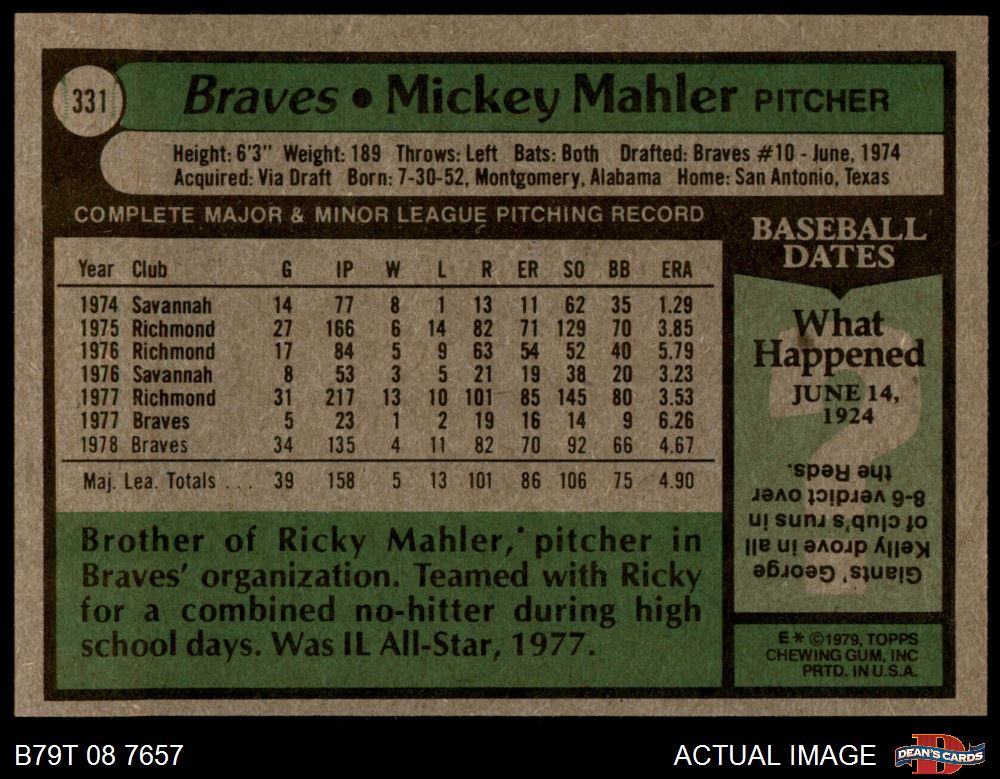 331
Braves • Mickey Mahler PITCHER
Height: 6'3" Weight: 189 Throws: Left Bats: Both Drafted: Braves #10 - June, 1974
Acquired: Via Draft Born: 7-30-52, Montgomery, Alabama Home: San Antonio, Texas
COMPLETE MAJOR & MINOR LEAGUE PITCHING RECORD
Year Club G IP W L R ER SO BB ERA
1974 Savannah 14 77 8 1 13 11 62 35 1.29
1975 Richmond 27 166 6 14 82 71 129 70 3.85
1976 Richmond 17 84 5 9 63 54 52 40 5.79
1976 Savannah 8 53 3 5 21 19 38 20 3.23
1977 Richmond 31 217 13 10 101 85 145 80 3.53
1977 Braves 5 23 1 2 19 16 14 9 6.26
1978 Braves 34 135 4 11 82 70 92 66 4.67
Maj. Lea. Totals ... 39 158 5 13 101 86 106 75 4.90
Brother of Ricky Mahler, pitcher in
Braves' organization. Teamed with Ricky
for a combined no-hitter during high
school days. Was IL All-Star, 1977.
BASEBALL
DATES
What
Happened
JUNE 14,
1924
?
Giants' George
Kelly drove in all
of club's runs in
8-6 verdict over
the Reds.
E * ©1979, TOPPS
CHEWING GUM, INC
PRTD. IN U.S.A.
B79T 08 7657
ACTUAL IMAGE
D
DEAN'S CARDS